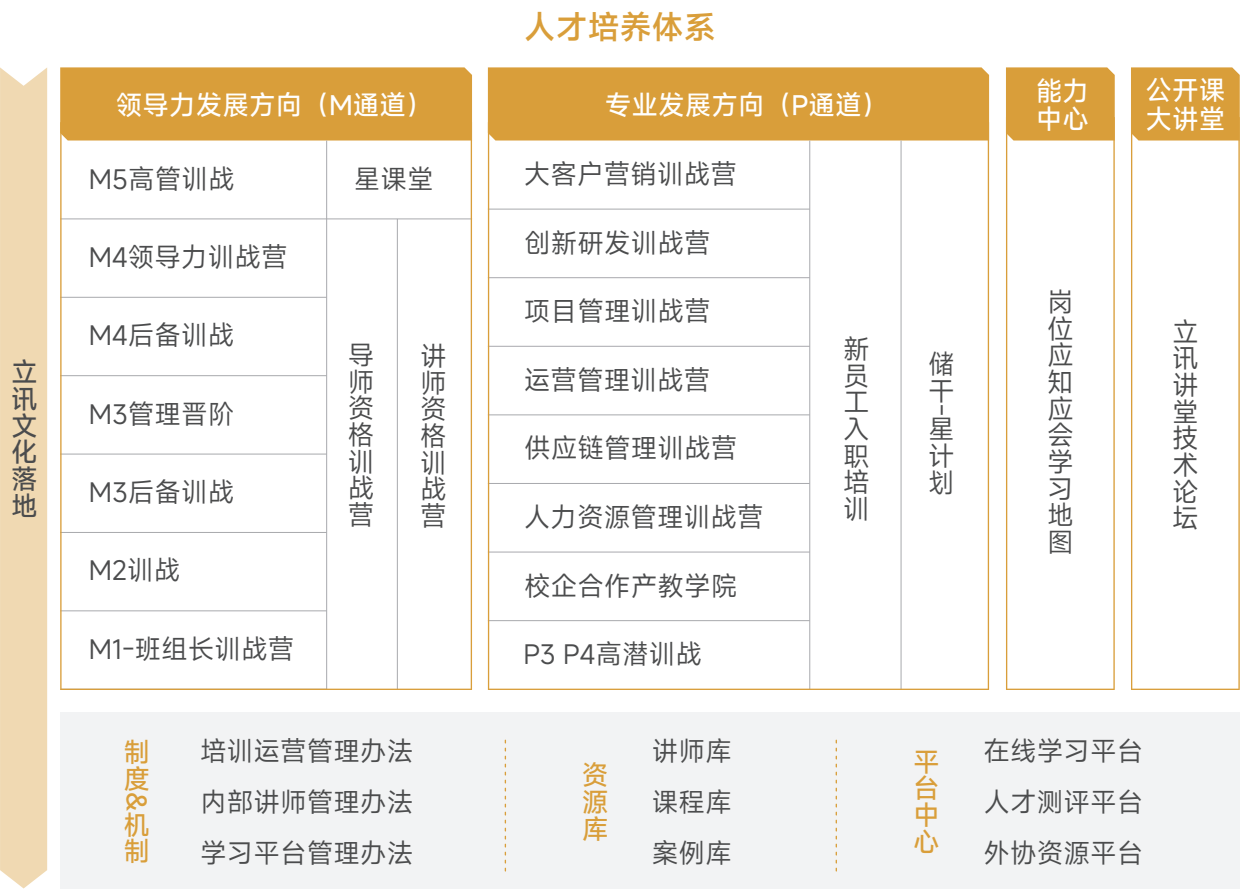 人才培养体系
立讯文化落地
领导力发展方向（M通道）
M5高管训战
星课堂
M4领导力训战营
M4后备训战
M3管理晋阶
M3后备训战
M2训战
M1-班组长训战营
导师资格训战营
讲师资格训战营
专业发展方向（P通道）
大客户营销训战营
创新研发训战营
项目管理训战营
运营管理训战营
供应链管理训战营
人力资源管理训战营
校企合作产教学院
P3 P4高潜训战
新员工入职培训
储干-星计划
能力
中心
岗位应知应会学习地图
公开课
大讲堂
立讯讲堂技术论坛
制度&机制
培训运营管理办法
内部讲师管理办法
学习平台管理办法
资源库
讲师库
课程库
案例库
平台中心
在线学习平台
人才测评平台
外协资源平台